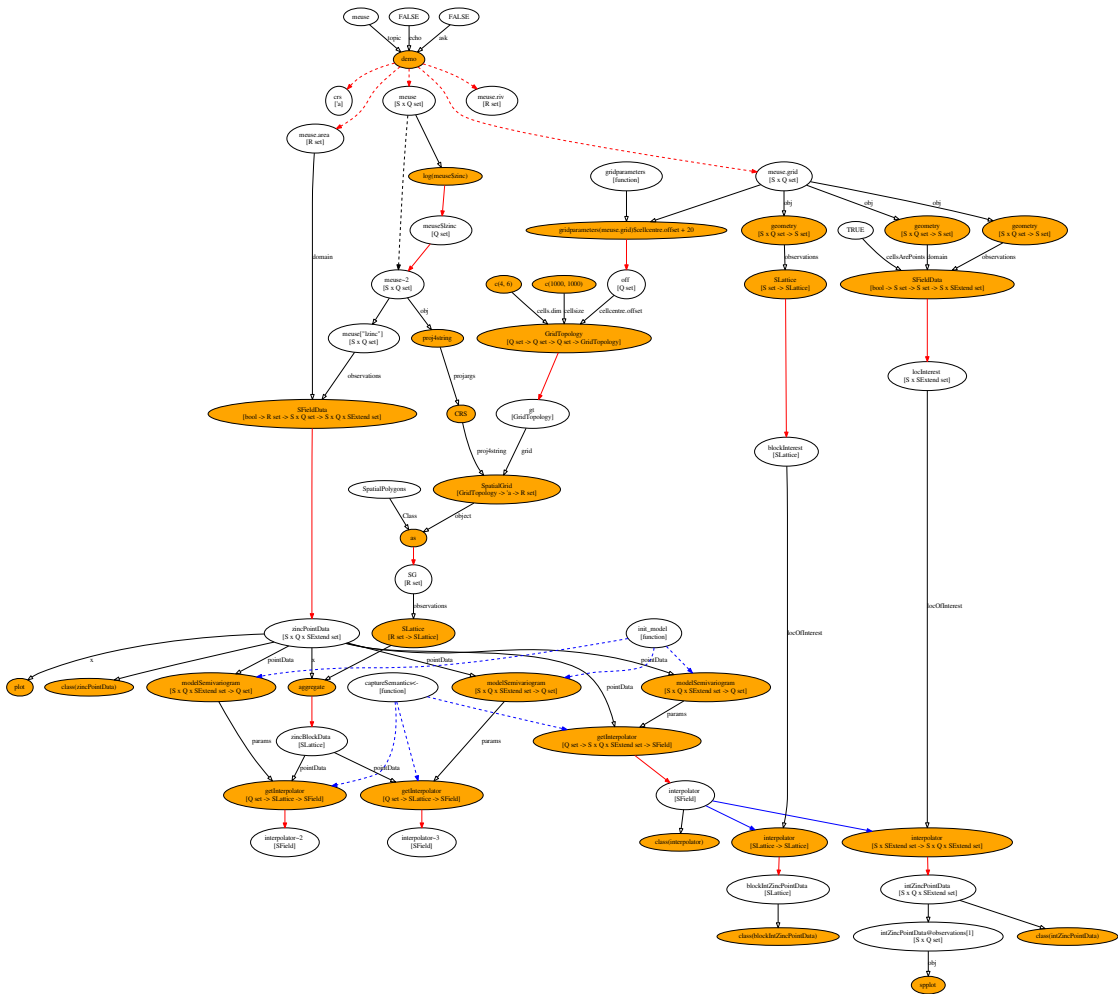 meuse
FALSE
FALSE
topic
echo
ask
demo
crs
['a]
meuse
[S x Q set]
meuse.riv
[R set]
meuse.area
[R set]
log(meuse$zinc)
gridparameters
[function]
meuse.grid
[S x Q set]
obj
obj
obj
meuse$lzinc
[Q set]
gridparameters(meuse.grid)$cellcentre.offset + 20
geometry
[S x Q set -> S set]
TRUE
geometry
[S x Q set -> S set]
geometry
[S x Q set -> S set]
domain
observations
cellsArePoints
domain
observations
meuse~2
[S x Q set]
c(4, 6)
c(1000, 1000)
off
[Q set]
SLattice
[S set -> SLattice]
SFieldData
[bool -> S set -> S set -> S x SExtend set]
obj
cells.dim
cellsize
cellcentre.offset
meuse["lzinc"]
[S x Q set]
proj4string
GridTopology
[Q set -> Q set -> Q set -> GridTopology]
observations
projargs
locInterest
[S x SExtend set]
SFieldData
[bool -> R set -> S x Q set -> S x Q x SExtend set]
CRS
gt
[GridTopology]
proj4string
grid
blockInterest
[SLattice]
SpatialPolygons
SpatialGrid
[GridTopology -> 'a -> R set]
Class
object
as
SG
[R set]
observations
locOfInterest
locOfInterest
zincPointData
[S x Q x SExtend set]
SLattice
[R set -> SLattice]
init_model
[function]
x
pointData
x
pointData
pointData
plot
class(zincPointData)
modelSemivariogram
[S x Q x SExtend set -> Q set]
aggregate
captureSemantics<-
[function]
modelSemivariogram
[S x Q x SExtend set -> Q set]
modelSemivariogram
[S x Q x SExtend set -> Q set]
pointData
params
params
zincBlockData
[SLattice]
params
getInterpolator
[Q set -> S x Q x SExtend set -> SField]
pointData
pointData
getInterpolator
[Q set -> SLattice -> SField]
getInterpolator
[Q set -> SLattice -> SField]
interpolator
[SField]
interpolator~2
[SField]
interpolator~3
[SField]
class(interpolator)
interpolator
[SLattice -> SLattice]
interpolator
[S x SExtend set -> S x Q x SExtend set]
blockIntZincPointData
[SLattice]
intZincPointData
[S x Q x SExtend set]
class(blockIntZincPointData)
intZincPointData@observations[1]
[S x Q set]
class(intZincPointData)
obj
spplot